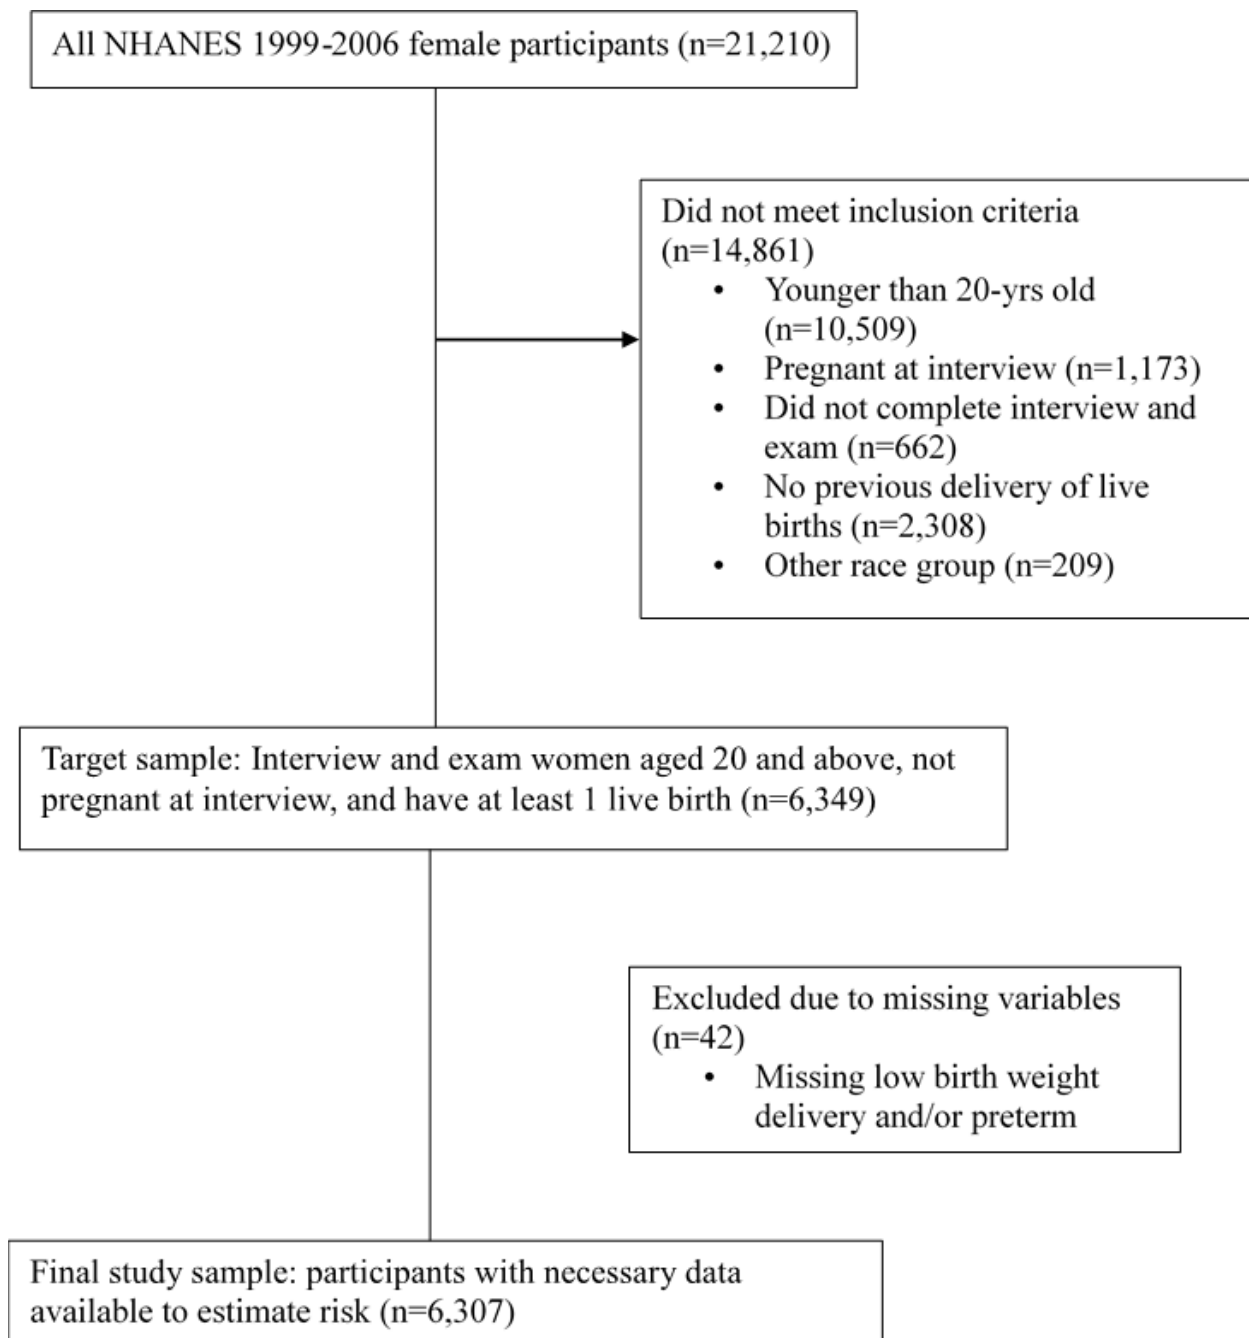 All NHANES 1999-2006 female participants (n=21,210)
Did not meet inclusion criteria
(n=14,861)
• Younger than 20-yrs old
(n=10,509)
• Pregnant at interview (n=1,173)
• Did not complete interview and
exam (n=662)
• No previous delivery of live
births (n=2,308)
• Other race group (n=209)
Target sample: Interview and exam women aged 20 and above, not
pregnant at interview, and have at least 1 live birth (n=6,349)
Excluded due to missing variables
(n=42)
• Missing low birth weight
delivery and/or preterm
Final study sample: participants with necessary data
available to estimate risk (n=6,307)